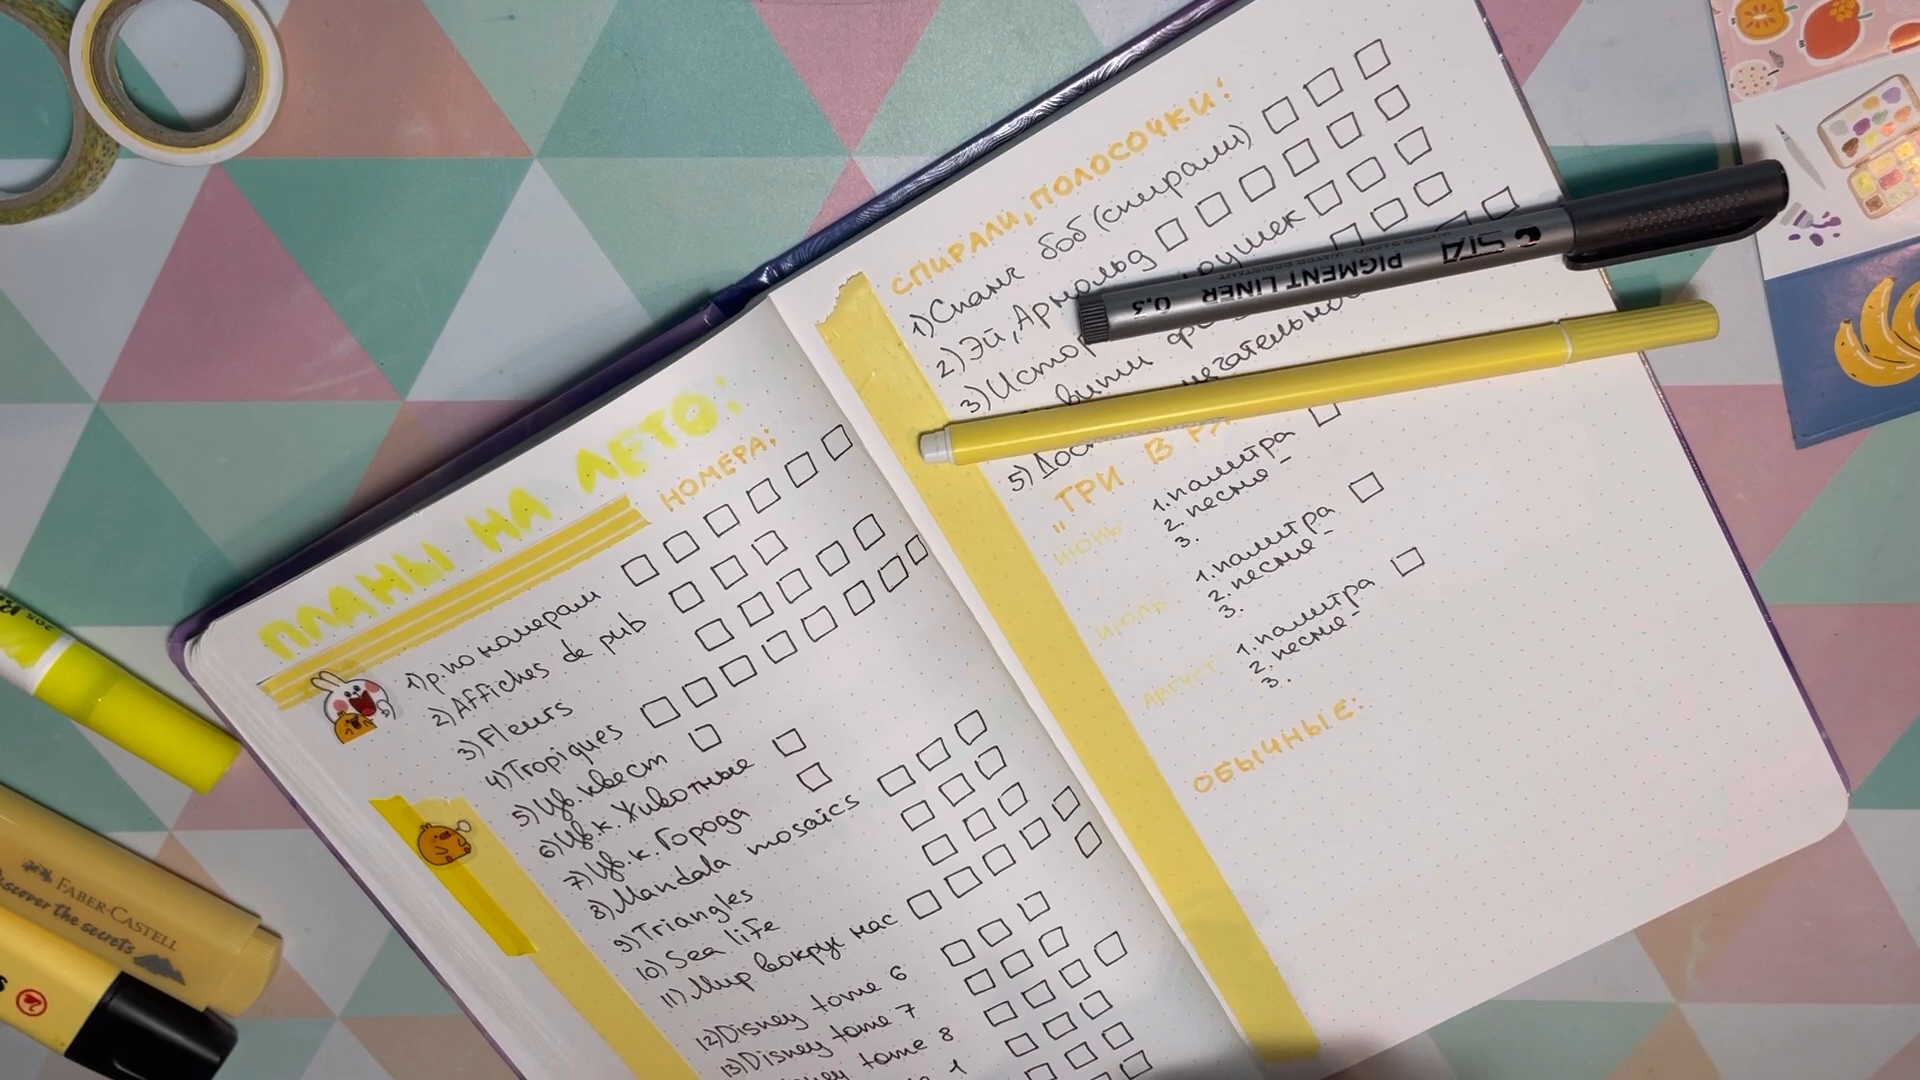 ПЛАНЫ НА ЛЕТО:
НОМЕРА:
1)р.по номерам
2)Affiches de pub
3)Fleurs
4)Tropiques
5)Цв. квест
6)Цв.к. Животные
7)Цв.к. Города
8)Mandala mosaics
9)Triangles
10)Sea life
11)Мир вокруг нас
12)Disney tome 6
13)Disney tome 7
tome 8
1
СПИРАЛИ, ПОЛОСОЧКИ:
1)Спанч боб (спирали)
2)Эй, Арнольд
3)Истор
5)Дос
"ТРИ В РЯ
ИЮНЬ
1. палитра
2. песня -
3.
ИЮЛЬ
1. палитра
2. песня -
3.
АВГУСТ
1. палитра
2. песня -
3.
ОБЫЧНЫЕ:
STA
PIGMENT LINER 0.3
WATER RESISTANT
FABER-CASTELL
Discover the secrets